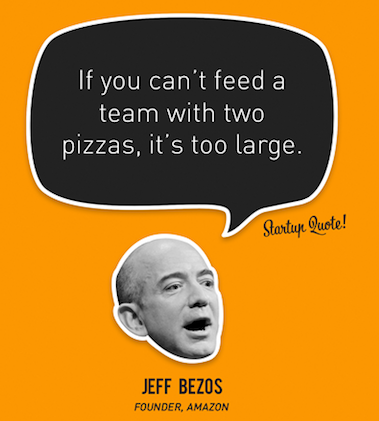 If you can’t feed a
team with two
pizzas, it’s too large.
Startup Quote!
JEFF BEZOS
FOUNDER, AMAZON